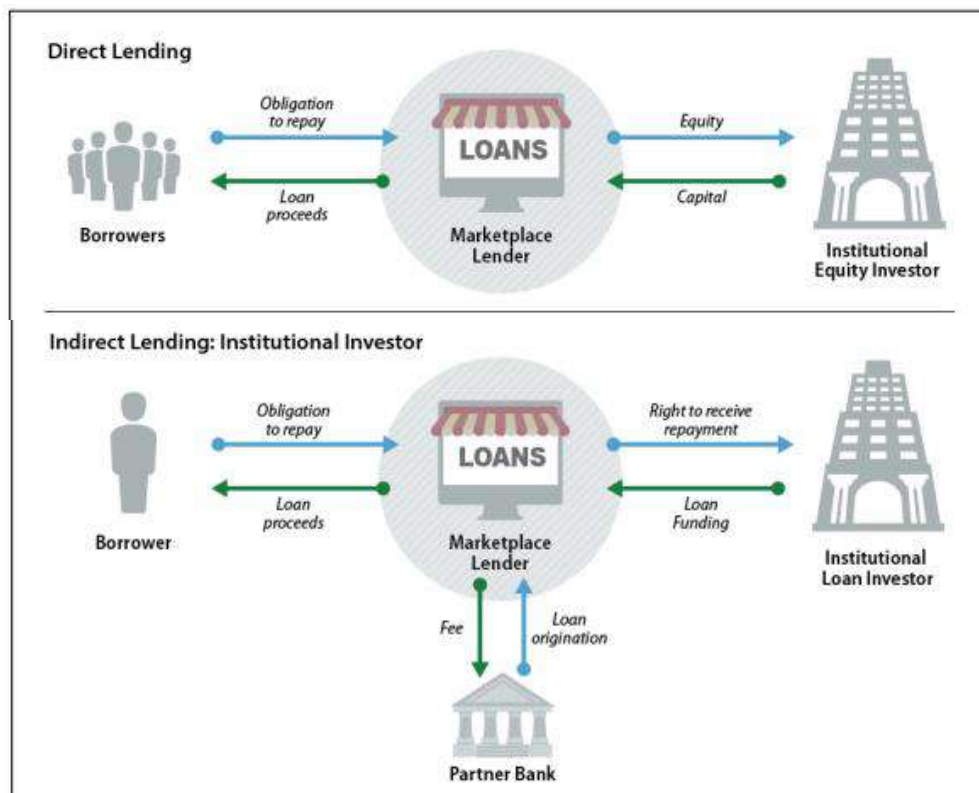 Direct Lending
Obligation
to repay
LOANS
Equity
Loan
proceeds
Capital
Borrowers
Marketplace
Lender
Institutional
Equity Investor
Indirect Lending: Institutional Investor
Obligation
to repay
LOANS
Right to receive
repayment
Loan
proceeds
Loan
Funding
Borrower
Marketplace
Lender
Institutional
Loan Investor
Fee
Loan
origination
Partner Bank